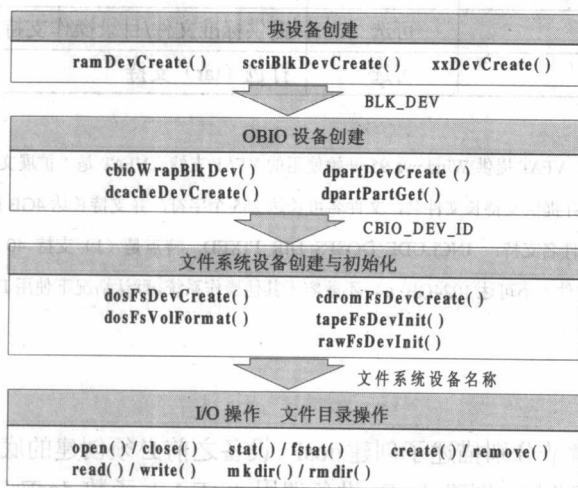 块设备创建
ramDevCreate( ) scsiBlkDevCreate( ) xxDevCreate( )
BLK_DEV
OBIO 设备创建
cbioWrapBlkDev( ) dpartDevCreate ( )
dcacheDevCreate( ) dpartPartGet( )
CBIO_DEV_ID
文件系统设备创建与初始化
dosFsDevCreate( ) cdromFsDevCreate( )
dosFsVolFormat( ) tapeFsDevInit( )
rawFsDevInit( )
文件系统设备名称
I/O 操作 文件目录操作
open( ) / close( ) stat( ) / fstat( ) create( ) / remove( )
read( ) / write( ) mkdir( ) / rmdir( )